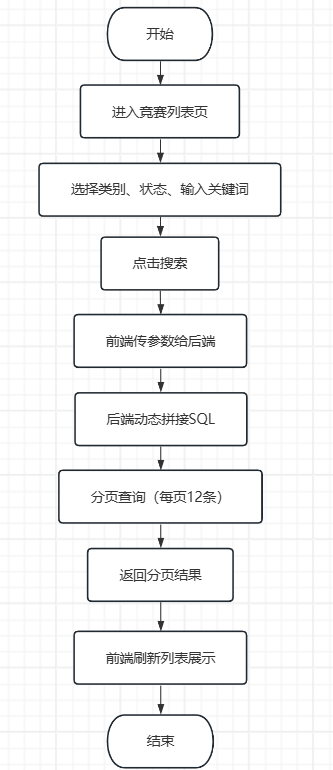 开始
进入竞赛列表页
选择类别、状态、输入关键词
点击搜索
前端传参数给后端
后端动态拼接SQL
分页查询（每页12条）
返回分页结果
前端刷新列表展示
结束